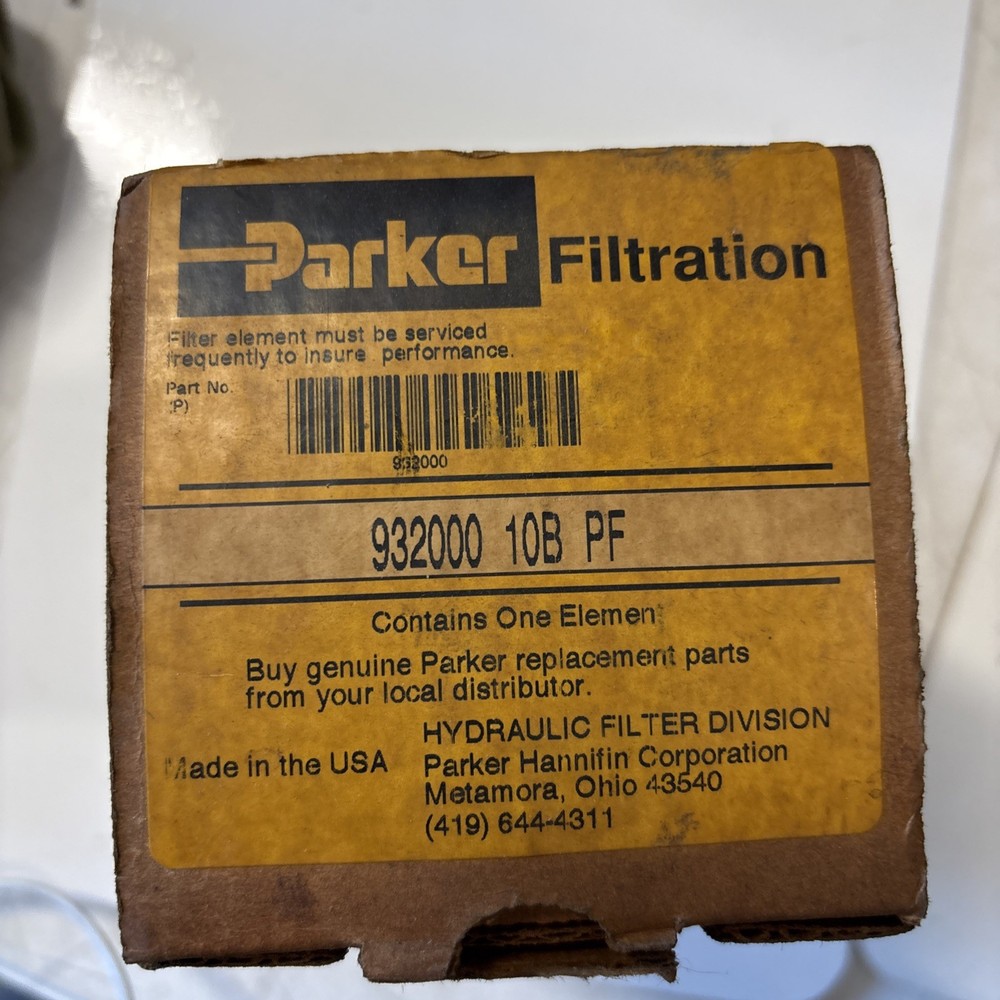 Parker Filtration
Filter element must be serviced
frequently to insure performance.
Part No.
(P)
932000
932000 10B PF
Contains One Element
Buy genuine Parker replacement parts
from your local distributor.
HYDRAULIC FILTER DIVISION
Made in the USA Parker Hannifin Corporation
Metamora, Ohio 43540
(419) 644-4311